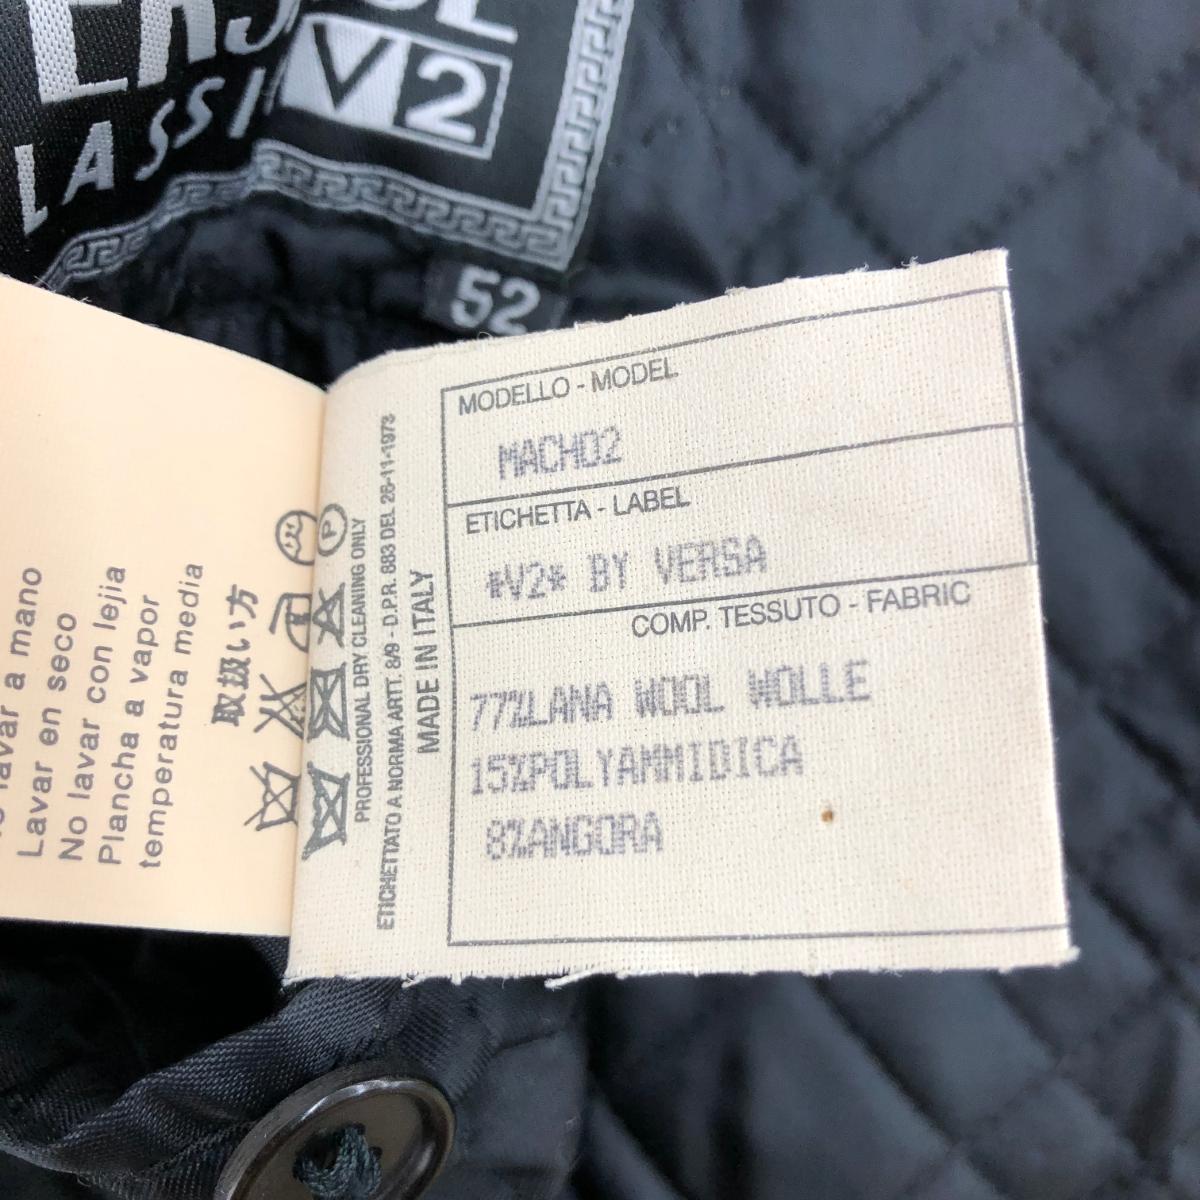 V2
52
MODELLO - MODEL
MACHO2
ETICHETTA - LABEL
*V2* BY VERSA
COMP. TESSUTO - FABRIC
77%LANA WOOL WOLLE
15%POLYAMMIDICA
8%ANGORA
MADE IN ITALY
ETICHETTATO A NORMA ARTT. 8/9 - D.P.R. 883 DEL 26-11-1973
PROFESSIONAL DRY CLEANING ONLY
P
lavar a mano
Lavar en seco
No lavar con lejia
Plancha a vapor
temperatura media
取扱い方